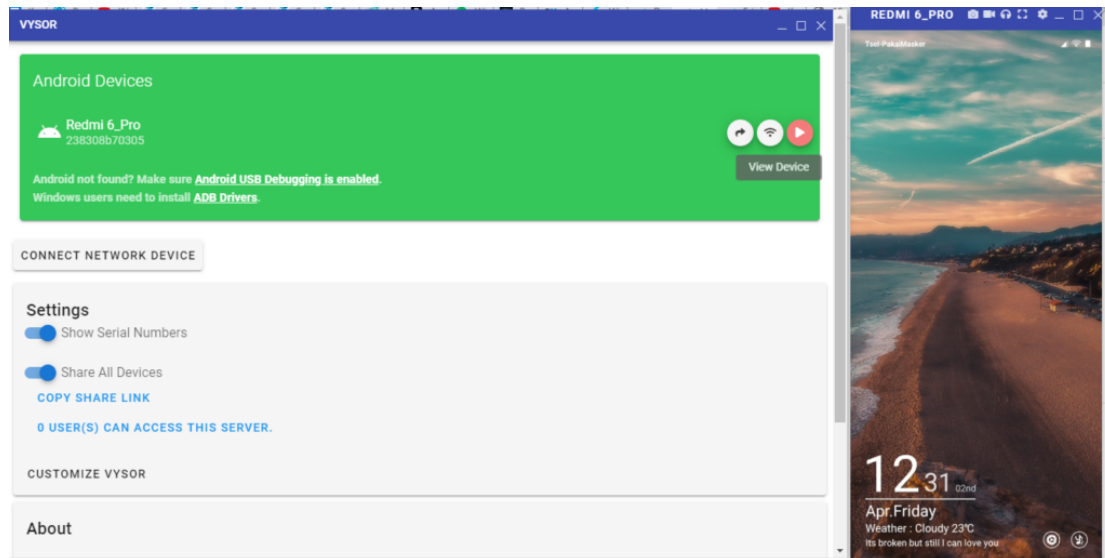 VYSOR
Android Devices
Redmi 6_Pro
238308b70305
View Device
Android not found? Make sure Android USB Debugging is enabled.
Windows users need to install ADB Drivers.
CONNECT NETWORK DEVICE
Settings
Show Serial Numbers
Share All Devices
COPY SHARE LINK
0 USER(S) CAN ACCESS THIS SERVER.
CUSTOMIZE VYSOR
About
REDMI 6_PRO
Tsel-PakaiMasker
12 31 02nd
Apr.Friday
Weather : Cloudy 23°C
Its broken but still I can love you